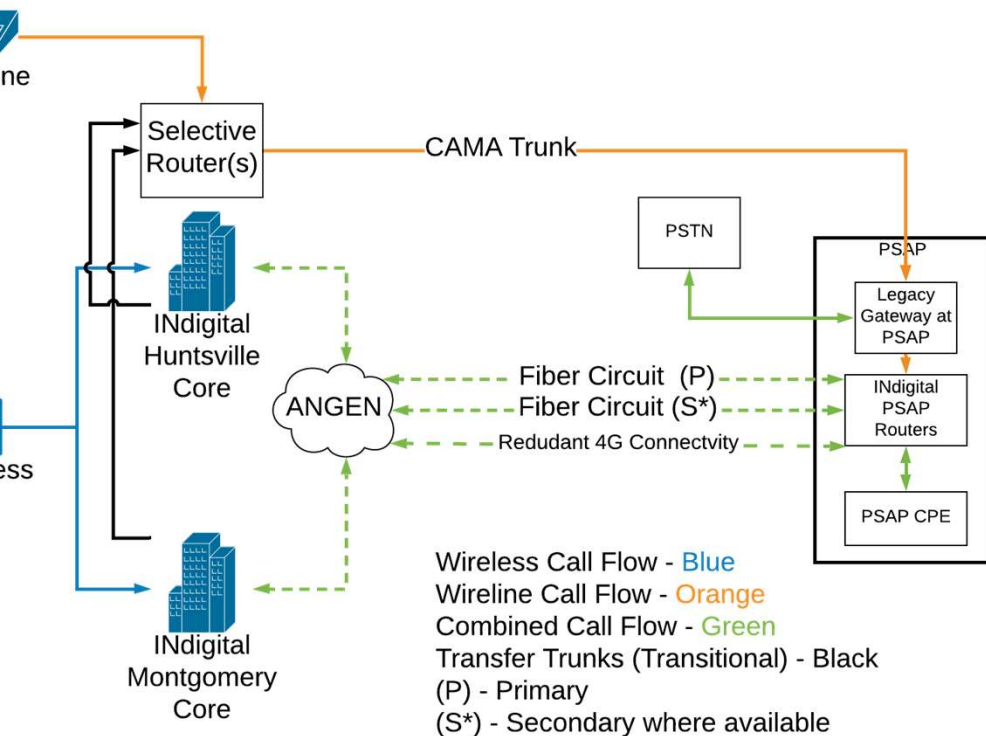 ne
Selective
Router(s)
CAMA Trunk
PSTN
PSAP
Legacy
Gateway at
PSAP
INdigital
Huntsville
Core
ANGEN
Fiber Circuit (P)
Fiber Circuit (S*)
Redudant 4G Connectvity
INdigital
PSAP
Routers
ess
PSAP CPE
Wireless Call Flow - Blue
Wireline Call Flow - Orange
Combined Call Flow - Green
Transfer Trunks (Transitional) - Black
(P) - Primary
(S*) - Secondary where available
INdigital
Montgomery
Core